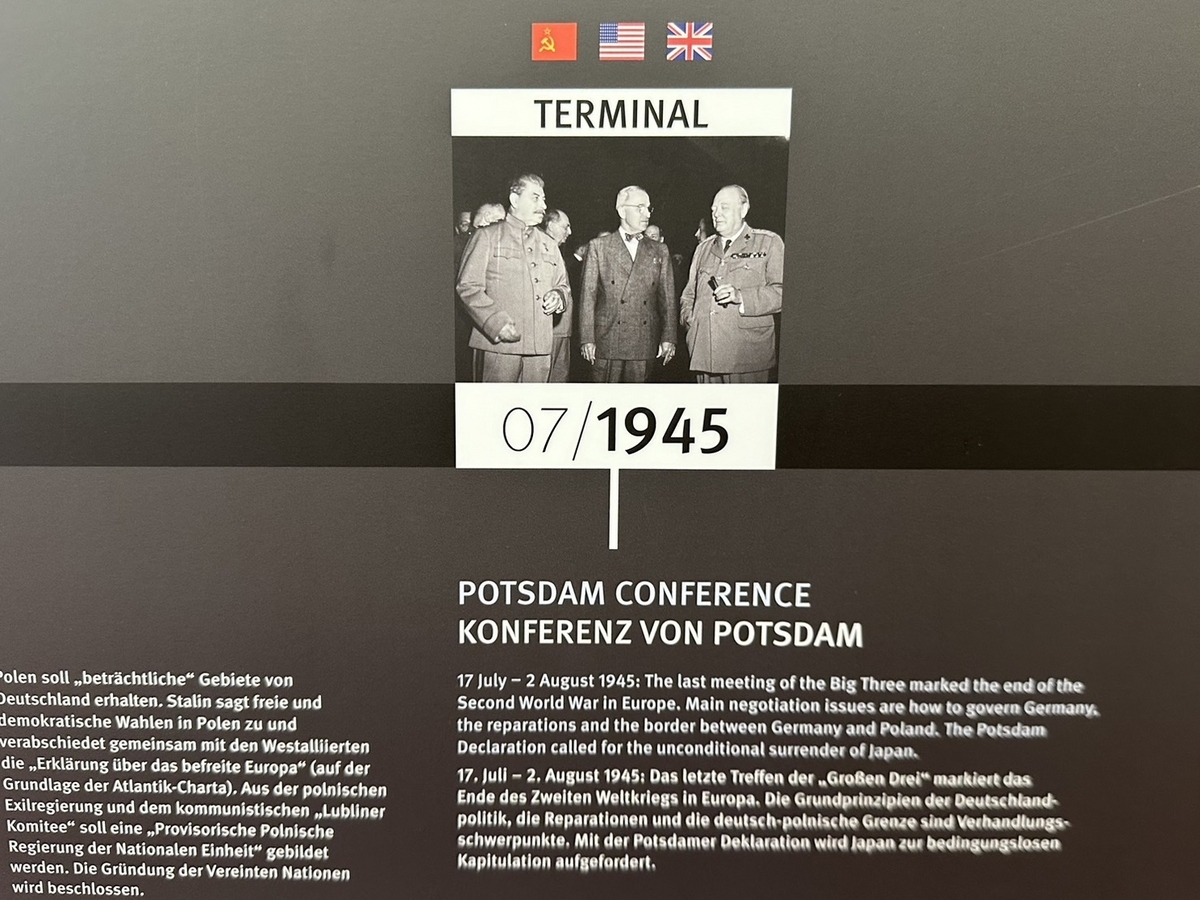 TERMINAL
07/1945
POTSDAM CONFERENCE
KONFERENZ VON POTSDAM
17 July – 2 August 1945: The last meeting of the Big Three marked the end of the
Second World War in Europe. Main negotiation issues are how to govern Germany,
the reparations and the border between Germany and Poland. The Potsdam
Declaration called for the unconditional surrender of Japan.
17. Juli – 2. August 1945: Das letzte Treffen der „Großen Drei“ markiert das
Ende des Zweiten Weltkriegs in Europa. Die Grundprinzipien der Deutschland-
politik, die Reparationen und die deutsch-polnische Grenze sind Verhandlungs-
schwerpunkte. Mit der Potsdamer Deklaration wird Japan zur bedingungslosen
Kapitulation aufgefordert.
Polen soll „beträchtliche“ Gebiete von
Deutschland erhalten. Stalin sagt freie und
demokratische Wahlen in Polen zu und
verabschiedet gemeinsam mit den Westalliierten
die „Erklärung über das befreite Europa“ (auf der
Grundlage der Atlantik-Charta). Aus der polnischen
Exilregierung und dem kommunistischen „Lubliner
Komitee“ soll eine „Provisorische Polnische
Regierung der Nationalen Einheit“ gebildet
werden. Die Gründung der Vereinten Nationen
wird beschlossen.